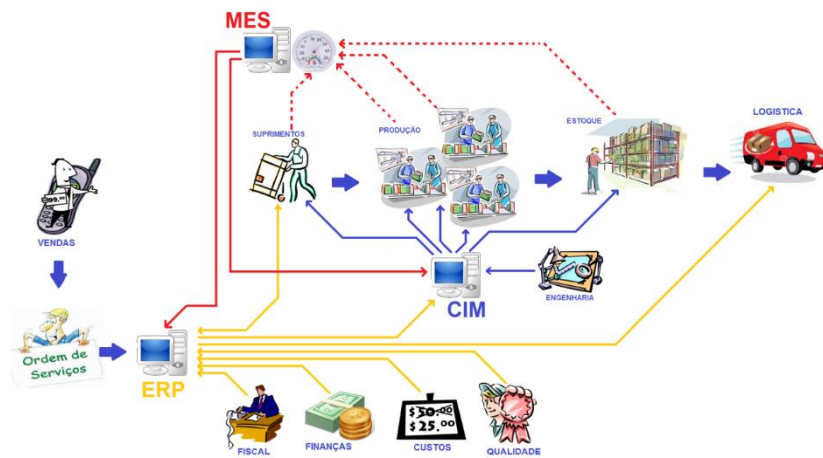 MES
SUPRIMENTOS
PRODUÇÃO
ESTOQUE
LOGISTICA
VENDAS
CIM
ENGENHARIA
Ordem de
Serviços
ERP
FISCAL
FINANÇAS
$ 50.00
$ 25.00
CUSTOS
QUALIDADE